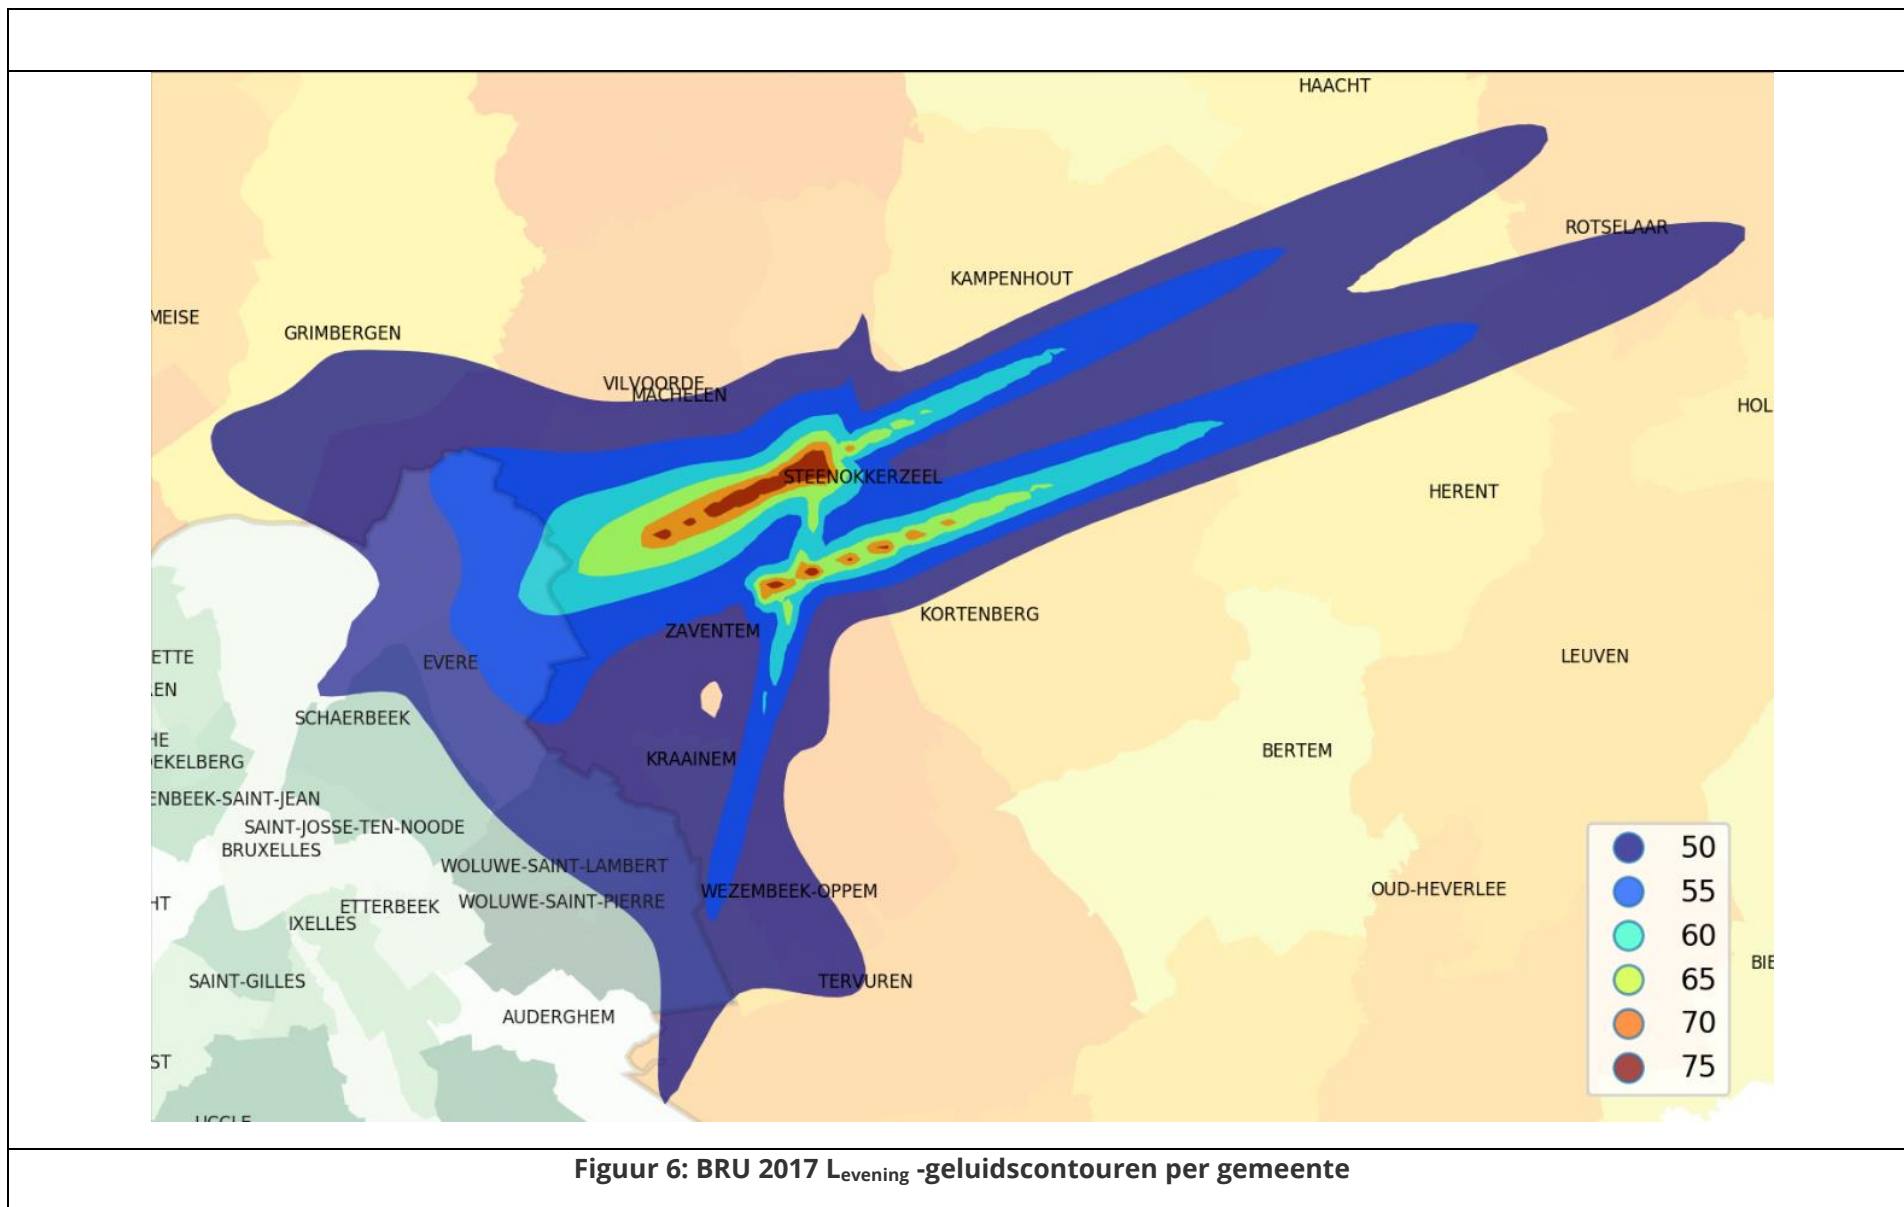 HAACHT
ROTSELAAR
KAMPENHOUT
MEISE
GRIMBERGEN
VILVOORDE
MACHELEN
HOL
STEENOKKERZEEL
HERENT
KORTENBERG
ZAVENTEM
ETTE
EN
EVERE
LEUVEN
SCHAERBEEK
HE
EKELBERG
KRAAINEM
BERTEM
ENBEEK-SAINT-JEAN
SAINT-JOSSE-TEN-NOODE
BRUXELLES
WOLUWE-SAINT-LAMBERT
WEZEMBEEK-OPPEM
OUD-HEVERLEE
HT
ETTERBEEK
WOLUWE-SAINT-PIERRE
IXELLES
BIE
SAINT-GILLES
TERVUREN
AUDERGHEM
ST
UCCLE
50
55
60
65
70
75
Figuur 6: BRU 2017 Levening -geluidscontouren per gemeente